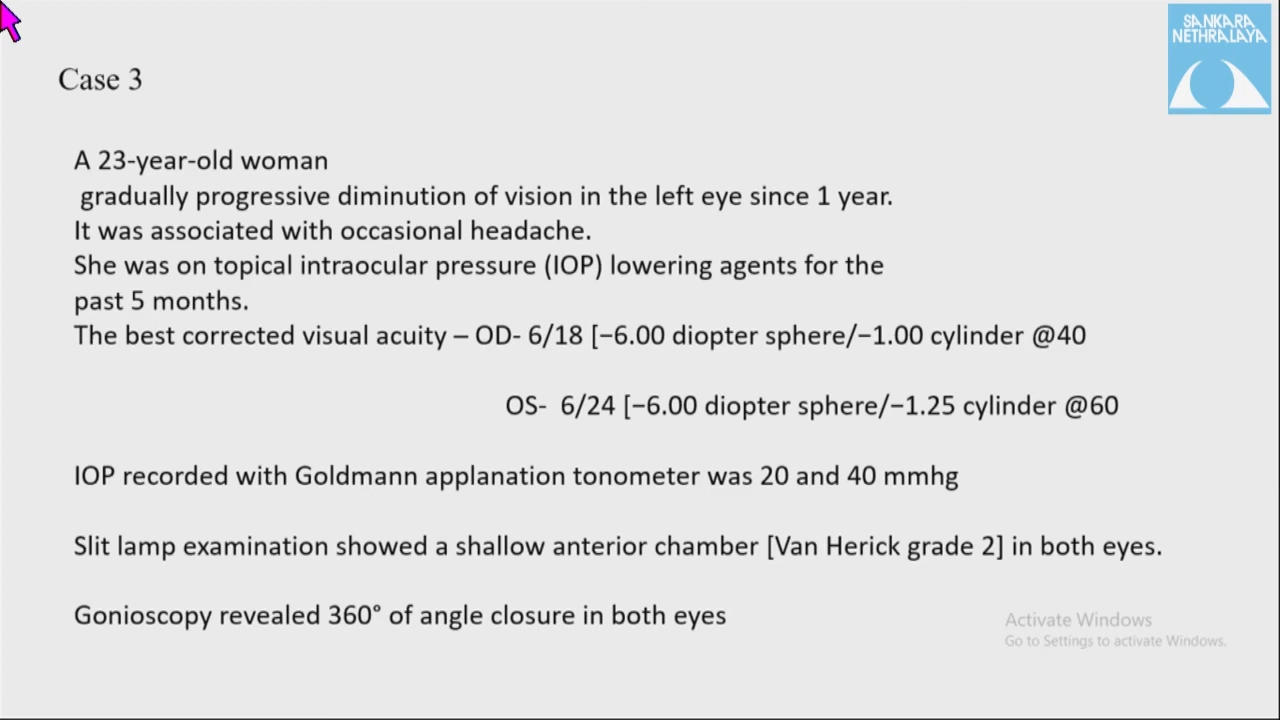 SANKARA
NETHRALAYA
Case 3
A 23-year-old woman
gradually progressive diminution of vision in the left eye since 1 year.
It was associated with occasional headache.
She was on topical intraocular pressure (IOP) lowering agents for the
past 5 months.
The best corrected visual acuity – OD- 6/18 [−6.00 diopter sphere/−1.00 cylinder @40
OS-  6/24 [−6.00 diopter sphere/−1.25 cylinder @60
IOP recorded with Goldmann applanation tonometer was 20 and 40 mmhg
Slit lamp examination showed a shallow anterior chamber [Van Herick grade 2] in both eyes.
Gonioscopy revealed 360° of angle closure in both eyes
Activate Windows
Go to Settings to activate Windows.